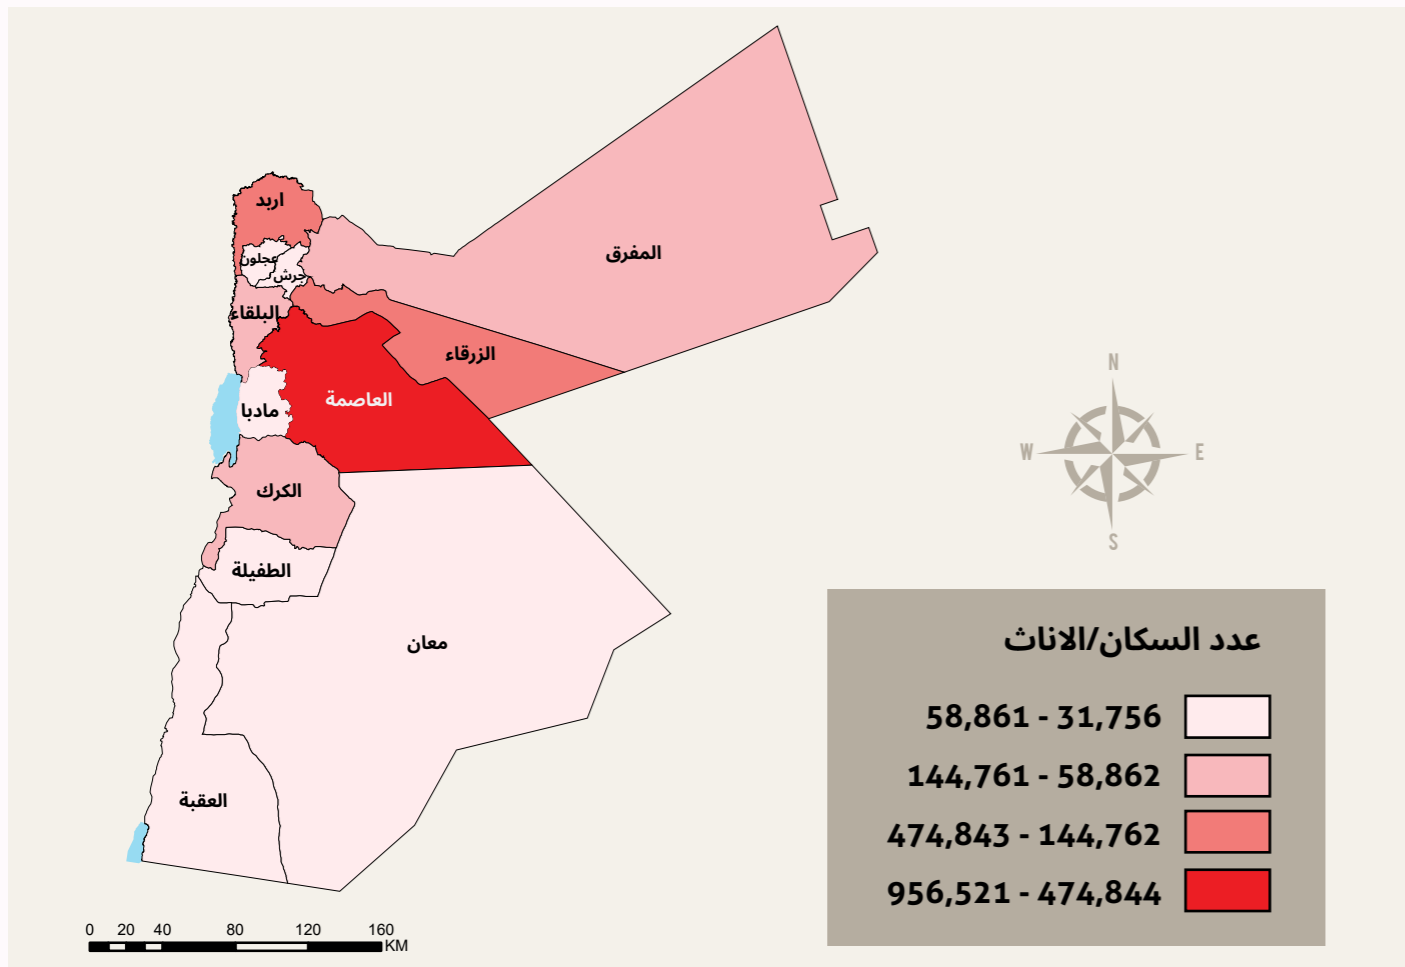 اربد
عجلون
جرش
المفرق
البلقاء
الزرقاء
العاصمة
مادبا
الكرك
الطفيلة
معان
العقبة
N
W
E
S
عدد السكان/الاناث
58,861 - 31,756
144,761 - 58,862
474,843 - 144,762
956,521 - 474,844
0 20 40 80 120 160
KM